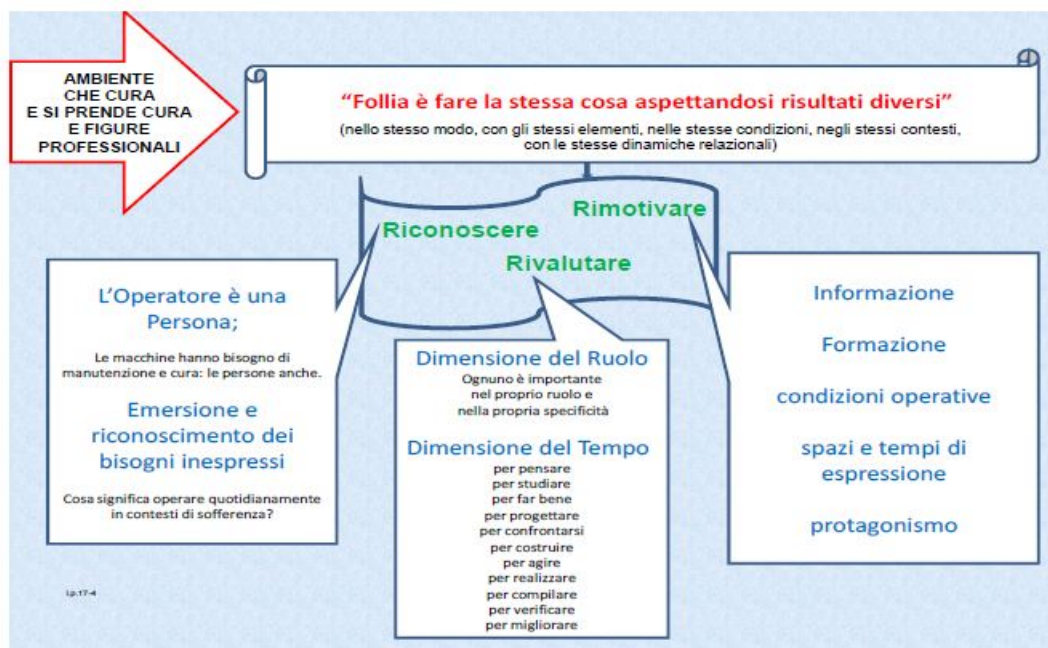 AMBIENTE
CHE CURA
E SI PRENDE CURA
E FIGURE
PROFESSIONALI
“Follia è fare la stessa cosa aspettandosi risultati diversi”
(nello stesso modo, con gli stessi elementi, nelle stesse condizioni, negli stessi contesti,
con le stesse dinamiche relazionali)
Rimotivare
Riconoscere
Rivalutare
L’Operatore è una
Persona;
Le macchine hanno bisogno di
manutenzione e cura: le persone anche.
Emersione e
riconoscimento dei
bisogni inespressi
Cosa significa operare quotidianamente
in contesti di sofferenza?
Dimensione del Ruolo
Ognuno è importante
nel proprio ruolo e
nella propria specificità
Dimensione del Tempo
per pensare
per studiare
per far bene
per progettare
per confrontarsi
per costruire
per agire
per realizzare
per compilare
per verificare
per migliorare
Informazione
Formazione
condizioni operative
spazi e tempi di
espressione
protagonismo